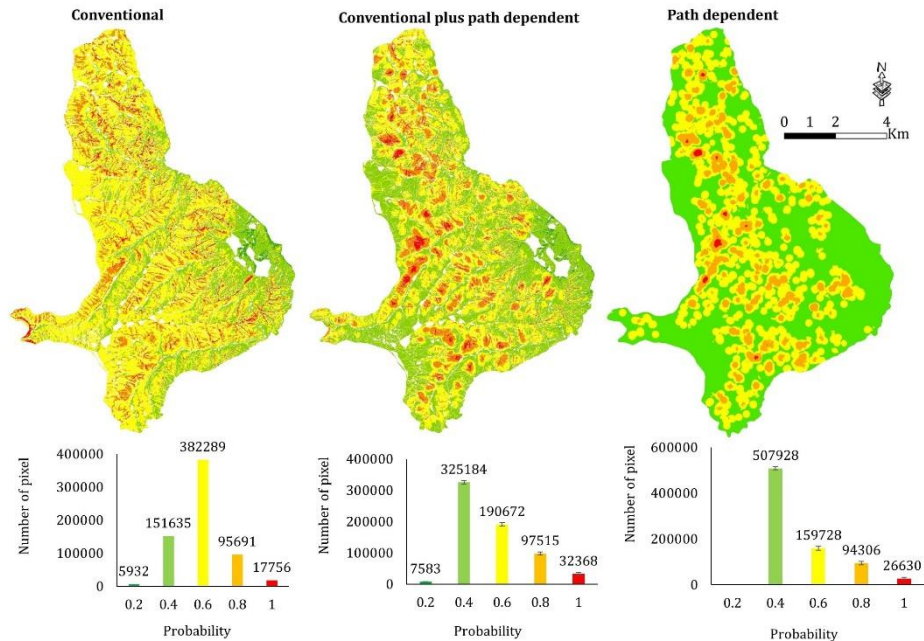 Conventional
Conventional plus path dependent
Path dependent
N
0 1 2 4
Km
Number of pixel
400000
300000
200000
100000
0
5932
151635
382289
95691
17756
0.2 0.4 0.6 0.8 1
Probability
Number of pixel
400000
300000
200000
100000
0
7583
325184
190672
97515
32368
0.2 0.4 0.6 0.8 1
Probability
Number of pixel
600000
400000
200000
0
507928
159728
94306
26630
0.2 0.4 0.6 0.8 1
Probability